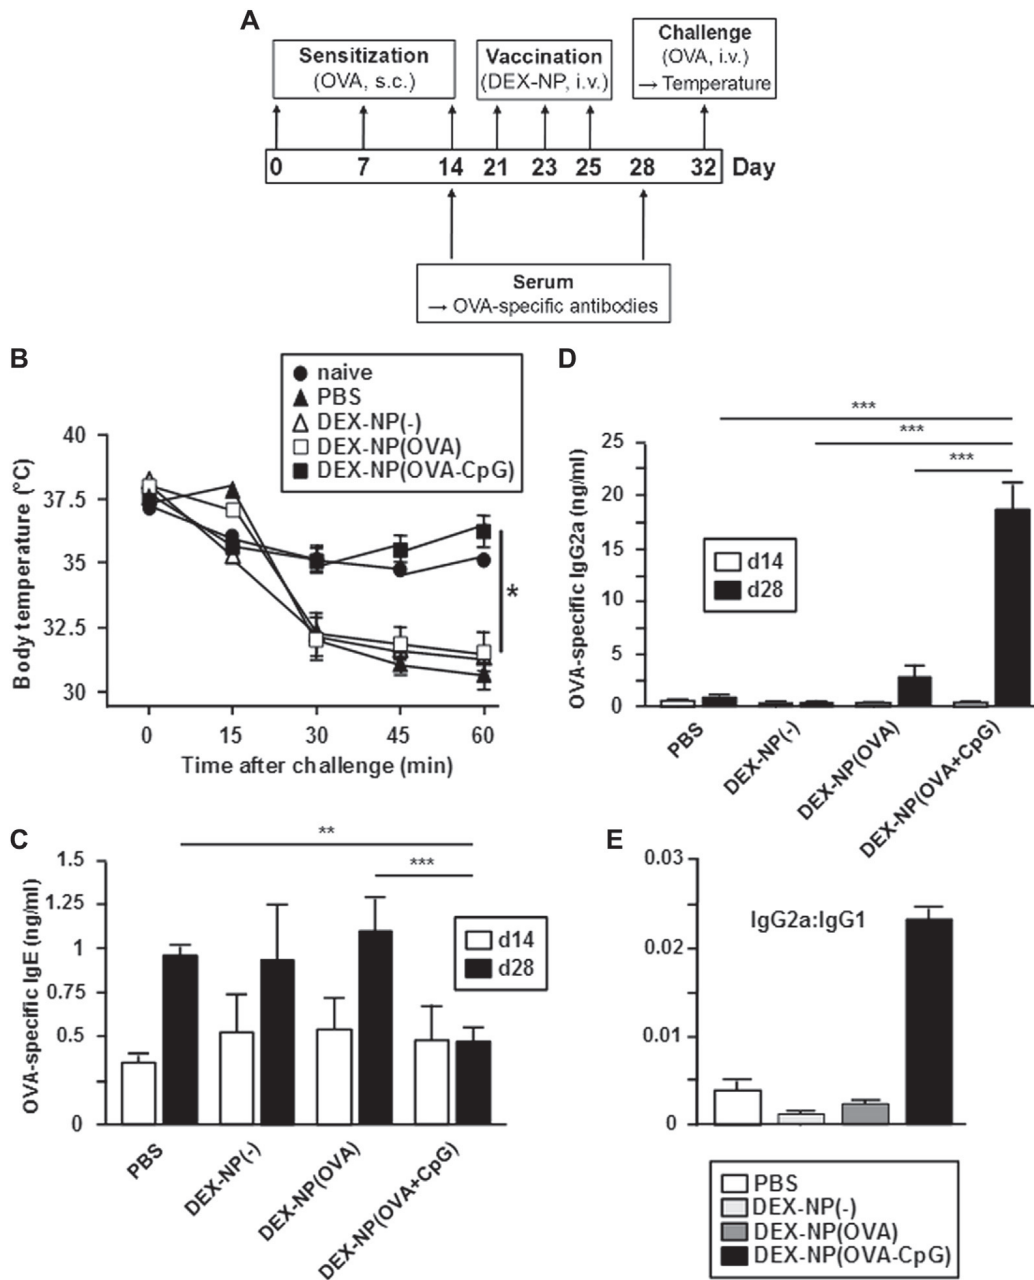 A
Sensitization
(OVA, s.c.)
Vaccination
(DEX-NP, i.v.)
Challenge
(OVA, i.v.)
→ Temperature
0 7 14 21 23 25 28 32 Day
Serum
→ OVA-specific antibodies
B
naive
PBS
DEX-NP(-)
DEX-NP(OVA)
DEX-NP(OVA-CpG)
Body temperature (°C)
40
37.5
35
32.5
30
*
0 15 30 45 60
Time after challenge (min)
D
***
***
***
OVA-specific IgG2a (ng/ml)
25
20
15
25
5
0
d14
d28
PBS
DEX-NP(-)
DEX-NP(OVA)
DEX-NP(OVA+CpG)
C
**
***
OVA-specific IgE (ng/ml)
1.5
1.25
1
0.75
0.5
0
d14
d28
PBS
DEX-NP(-)
DEX-NP(OVA)
DEX-NP(OVA+CpG)
E
IgG2a:IgG1
0.03
0.02
0.01
0
PBS
DEX-NP(-)
DEX-NP(OVA)
DEX-NP(OVA-CpG)